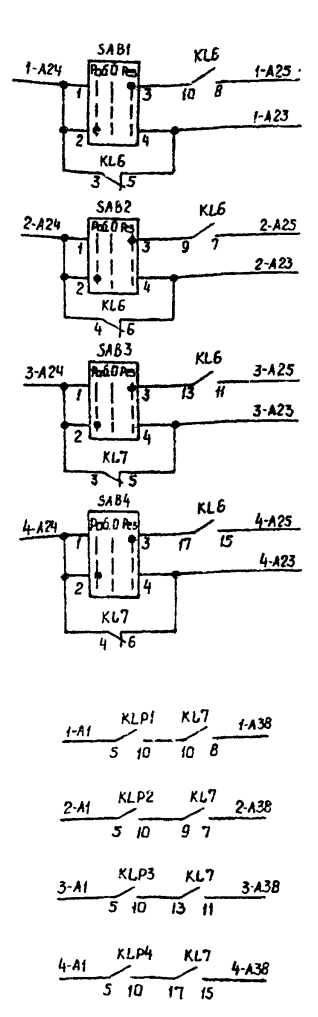 SAB1
KL6
1-A24 Раб. О Рез 1-A25
1 3 10 8
1-A23
2 4
KL6
3 5
SAB2
KL6
2-A24 Раб. О Рез 2-A25
1 3 9 7
2-A23
2 4
KL6
4 6
SAB3
KL6
3-A24 Раб. О Рез 3-A25
1 3 13 11
3-A23
2 4
KL7
3 5
SAB4
KL6
4-A24 Раб. О Рез 4-A25
1 3 17 15
4-A23
2 4
KL7
4 6
1-A1 KLP1 KL7 1-A38
5 10 10 8
2-A1 KLP2 KL7 2-A38
5 10 9 7
3-A1 KLP3 KL7 3-A38
5 10 13 11
4-A1 KLP4 KL7 4-A38
5 10 17 15